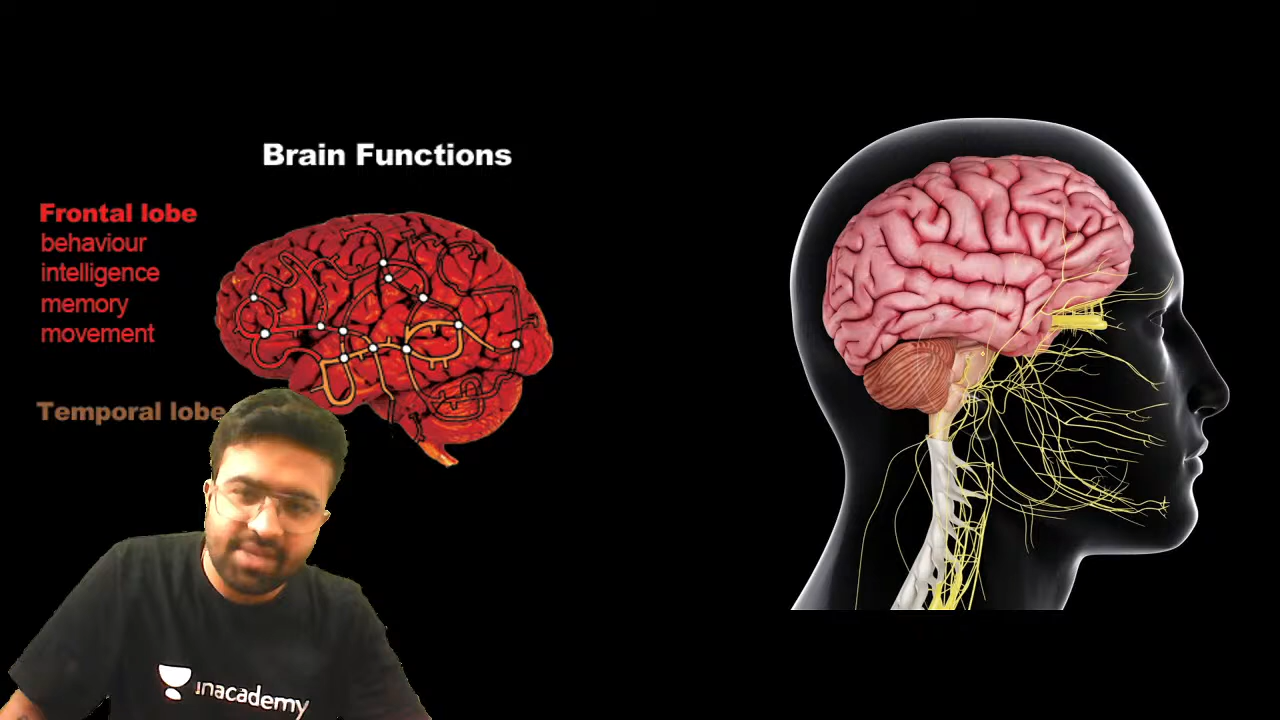 Brain Functions
Frontal lobe
behaviour
intelligence
memory
movement
Temporal lobe
unacademy